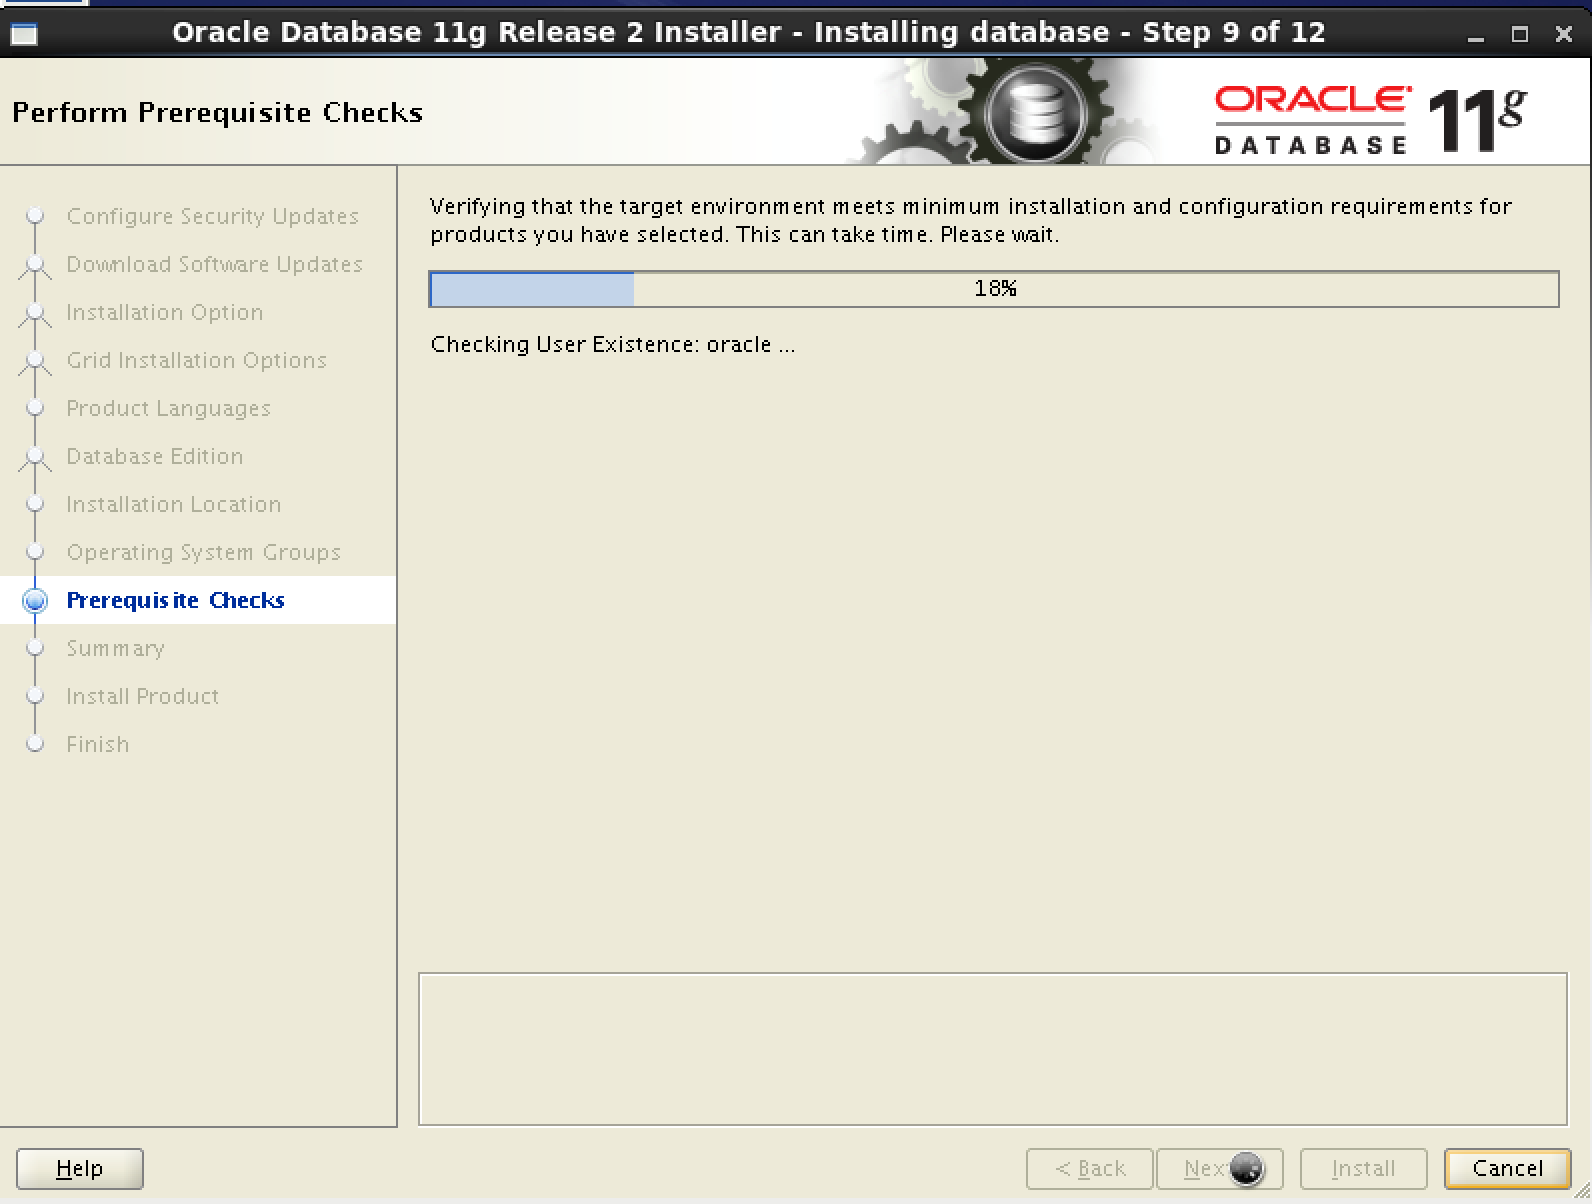 Oracle Database 11g Release 2 Installer - Installing database - Step 9 of 12
Perform Prerequisite Checks
ORACLE
DATABASE
11g
Configure Security Updates
Download Software Updates
Installation Option
Grid Installation Options
Product Languages
Database Edition
Installation Location
Operating System Groups
Prerequisite Checks
Summary
Install Product
Finish
Verifying that the target environment meets minimum installation and configuration requirements for
products you have selected. This can take time. Please wait.
18%
Checking User Existence: oracle ...
Help
< Back
Nex
Install
Cancel